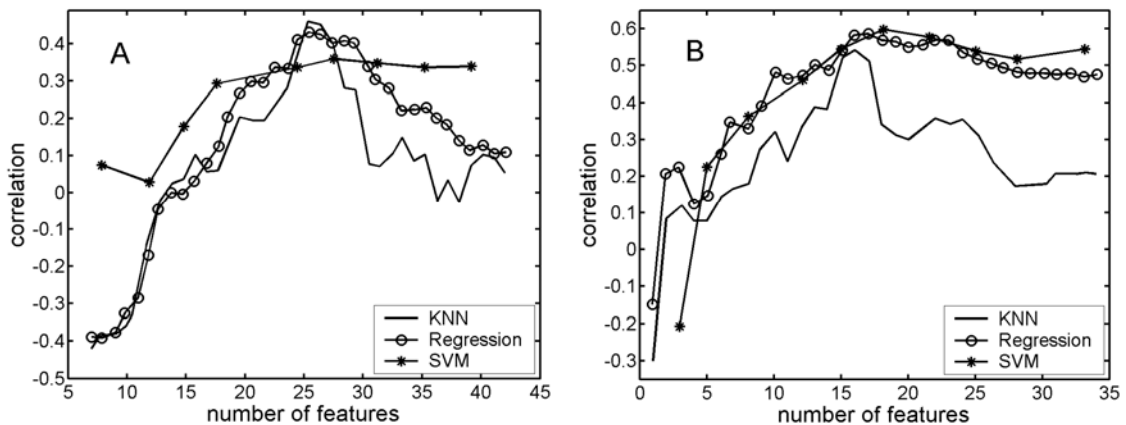 A
0.4
0.3
0.2
0.1
0
-0.1
-0.2
-0.3
-0.4
-0.5
correlation
5 10 15 20 25 30 35 40 45
number of features
KNN
Regression
SVM
B
0.6
0.5
0.4
0.3
0.2
0.1
0
-0.1
-0.2
-0.3
correlation
0 5 10 15 20 25 30 35
number of features
KNN
Regression
SVM